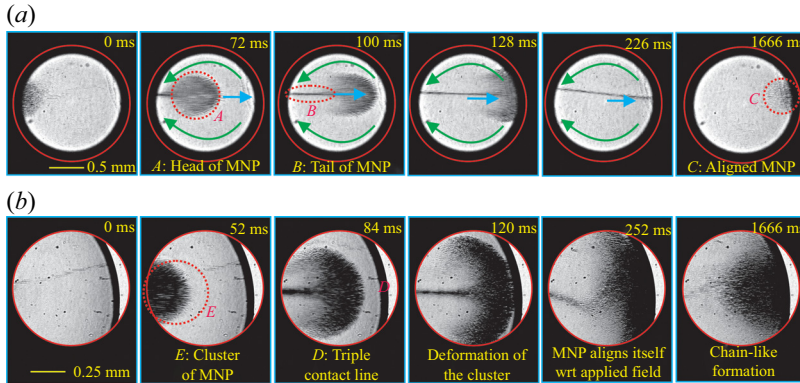 (a)
0 ms
72 ms
100 ms
128 ms
226 ms
1666 ms
A
B
C
0.5 mm
A: Head of MNP
B: Tail of MNP
C: Aligned MNP
(b)
0 ms
52 ms
84 ms
120 ms
252 ms
1666 ms
E
D
0.25 mm
E: Cluster
of MNP
D: Triple
contact line
Deformation of
the cluster
MNP aligns itself
wrt applied field
Chain-like
formation